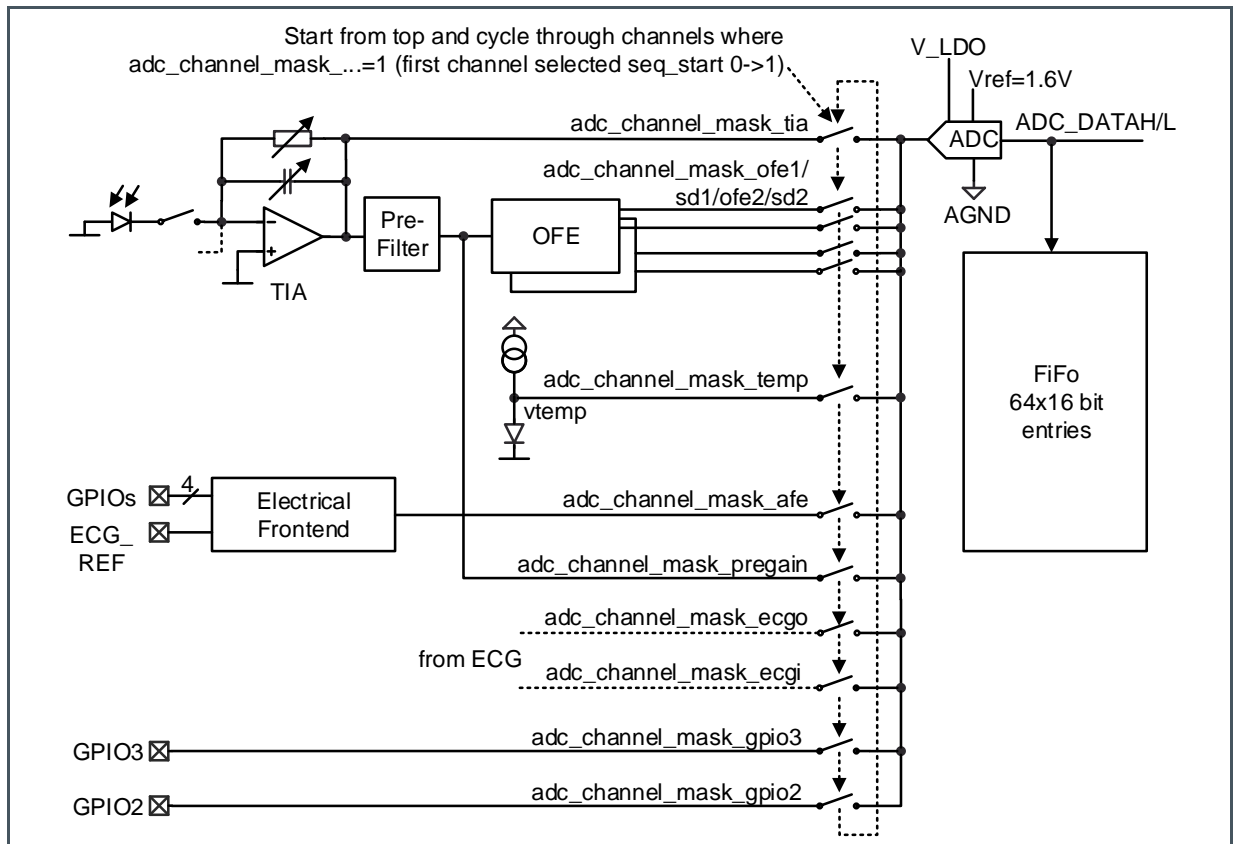 Start from top and cycle through channels where
adc_channel_mask_...=1 (first channel selected seq_start 0->1)
V_LDO
Vref=1.6V
adc_channel_mask_tia
ADC
ADC_DATAH/L
AGND
adc_channel_mask_ofe1/
sd1/ofe2/sd2
Pre-
Filter
OFE
TIA
adc_channel_mask_temp
vtemp
FiFo
64x16 bit
entries
GPIOs
4
Electrical
Frontend
ECG_
REF
adc_channel_mask_afe
adc_channel_mask_pregain
adc_channel_mask_ecgo
from ECG
adc_channel_mask_ecgi
GPIO3
adc_channel_mask_gpio3
GPIO2
adc_channel_mask_gpio2